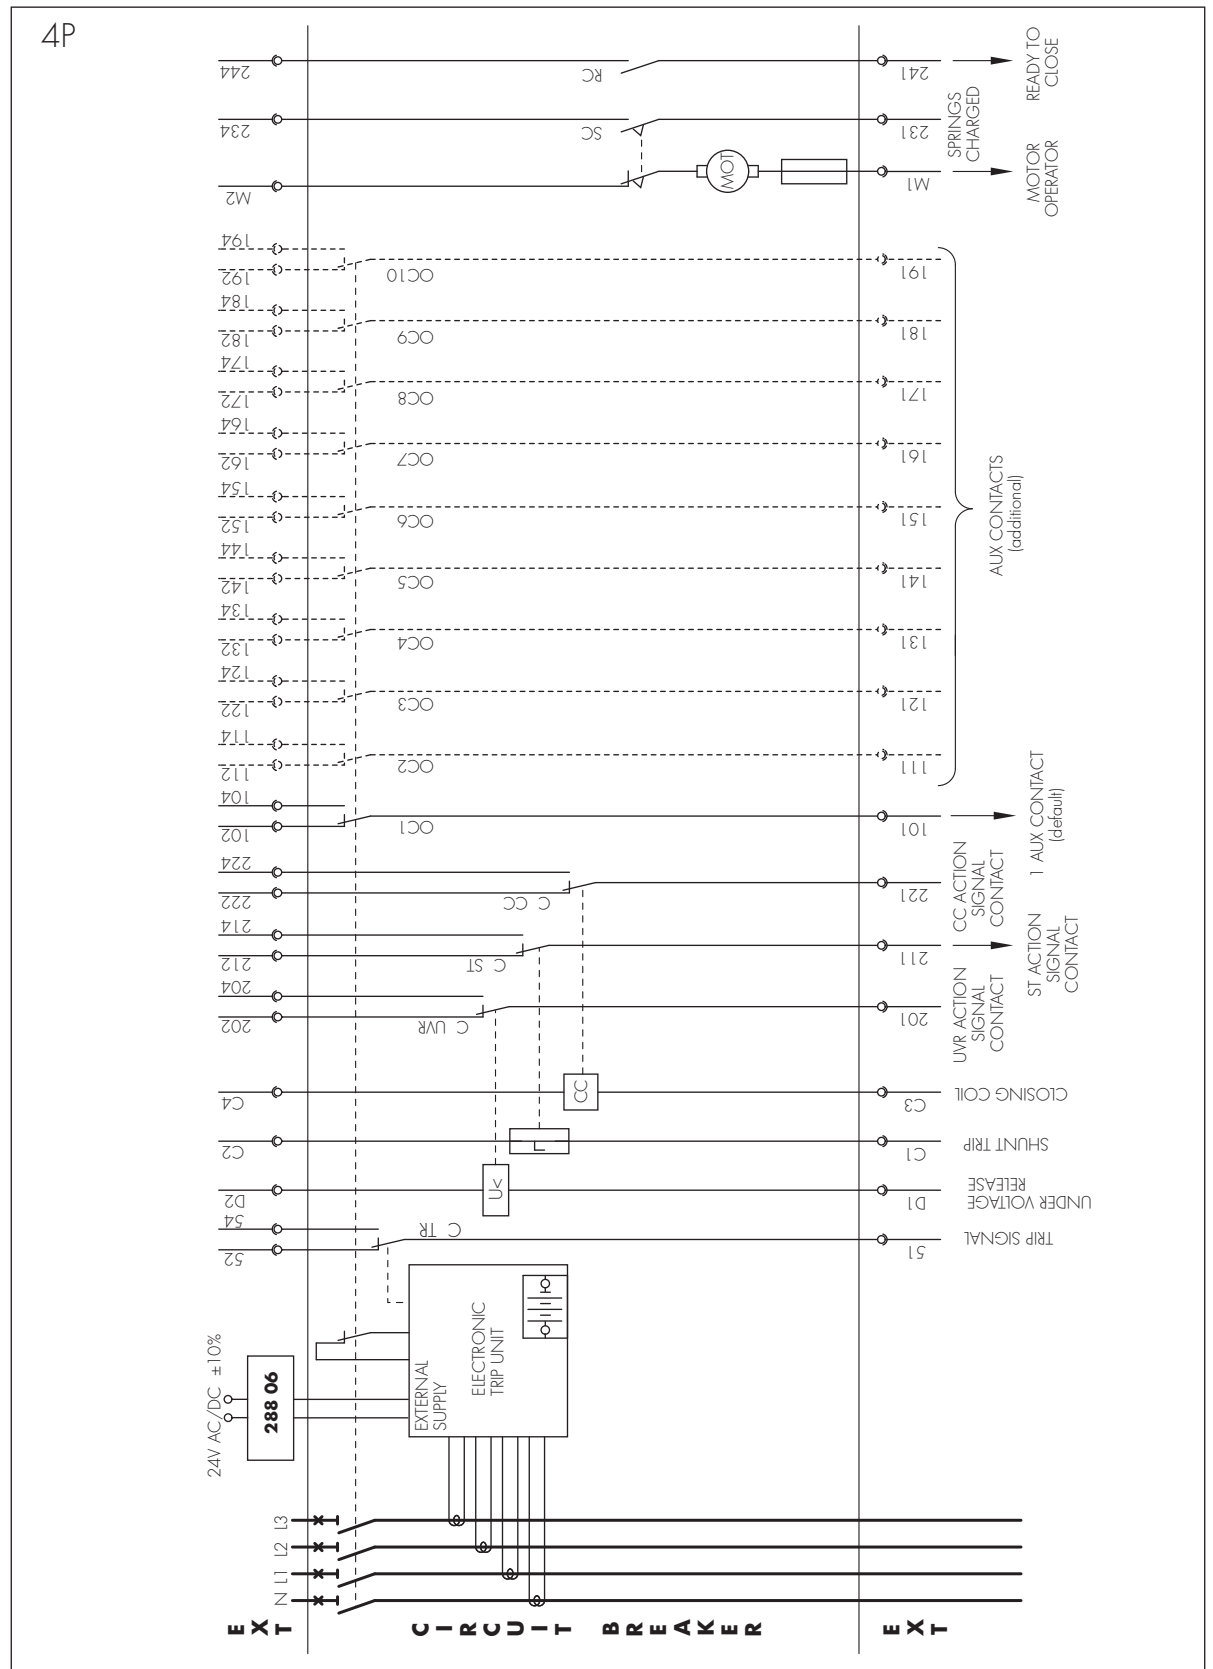 4P
244
RC
241
READY TO
CLOSE
234
SC
231
SPRINGS
CHARGED
M2
MOT
M1
MOTOR
OPERATOR
194
192
OC10
191
184
182
OC9
181
174
172
OC8
171
164
162
OC7
161
154
152
OC6
151
144
142
OC5
141
134
132
OC4
131
124
122
OC3
121
114
112
OC2
111
AUX CONTACTS
(additional)
104
102
OC1
101
1 AUX CONTACT
(default)
224
222
C CC
221
CC ACTION
SIGNAL
CONTACT
214
212
C ST
211
ST ACTION
SIGNAL
CONTACT
204
202
C UVR
201
UVR ACTION
SIGNAL
CONTACT
C4
CC
C3
CLOSING COIL
C2
C1
SHUNT TRIP
D2
U<
D1
UNDER VOLTAGE
RELEASE
54
52
C TR
51
TRIP SIGNAL
24V AC/DC ±10%
288 06
EXTERNAL
SUPPLY
ELECTRONIC
TRIP UNIT
L3
L2
L1
N
EXT
CIRCUIT BREAKER
EXT